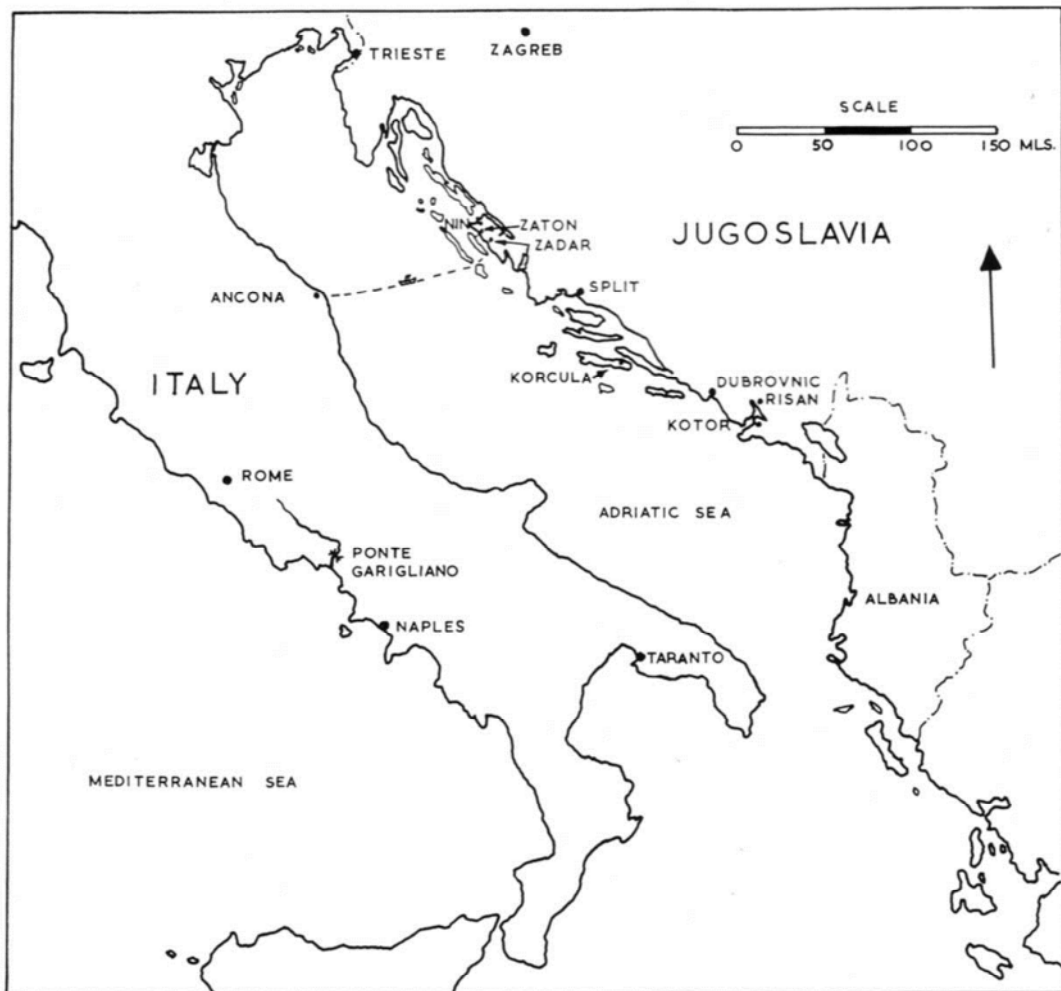 TRIESTE
ZAGREB
SCALE
0 50 100 150 MLS.
NIN
ZATON
ZADAR
JUGOSLAVIA
ANCONA
SPLIT
ITALY
KORCULA
DUBROVNIC
RISAN
KOTOR
ROME
ADRIATIC SEA
PONTE
GARIGLIANO
ALBANIA
NAPLES
TARANTO
MEDITERRANEAN SEA